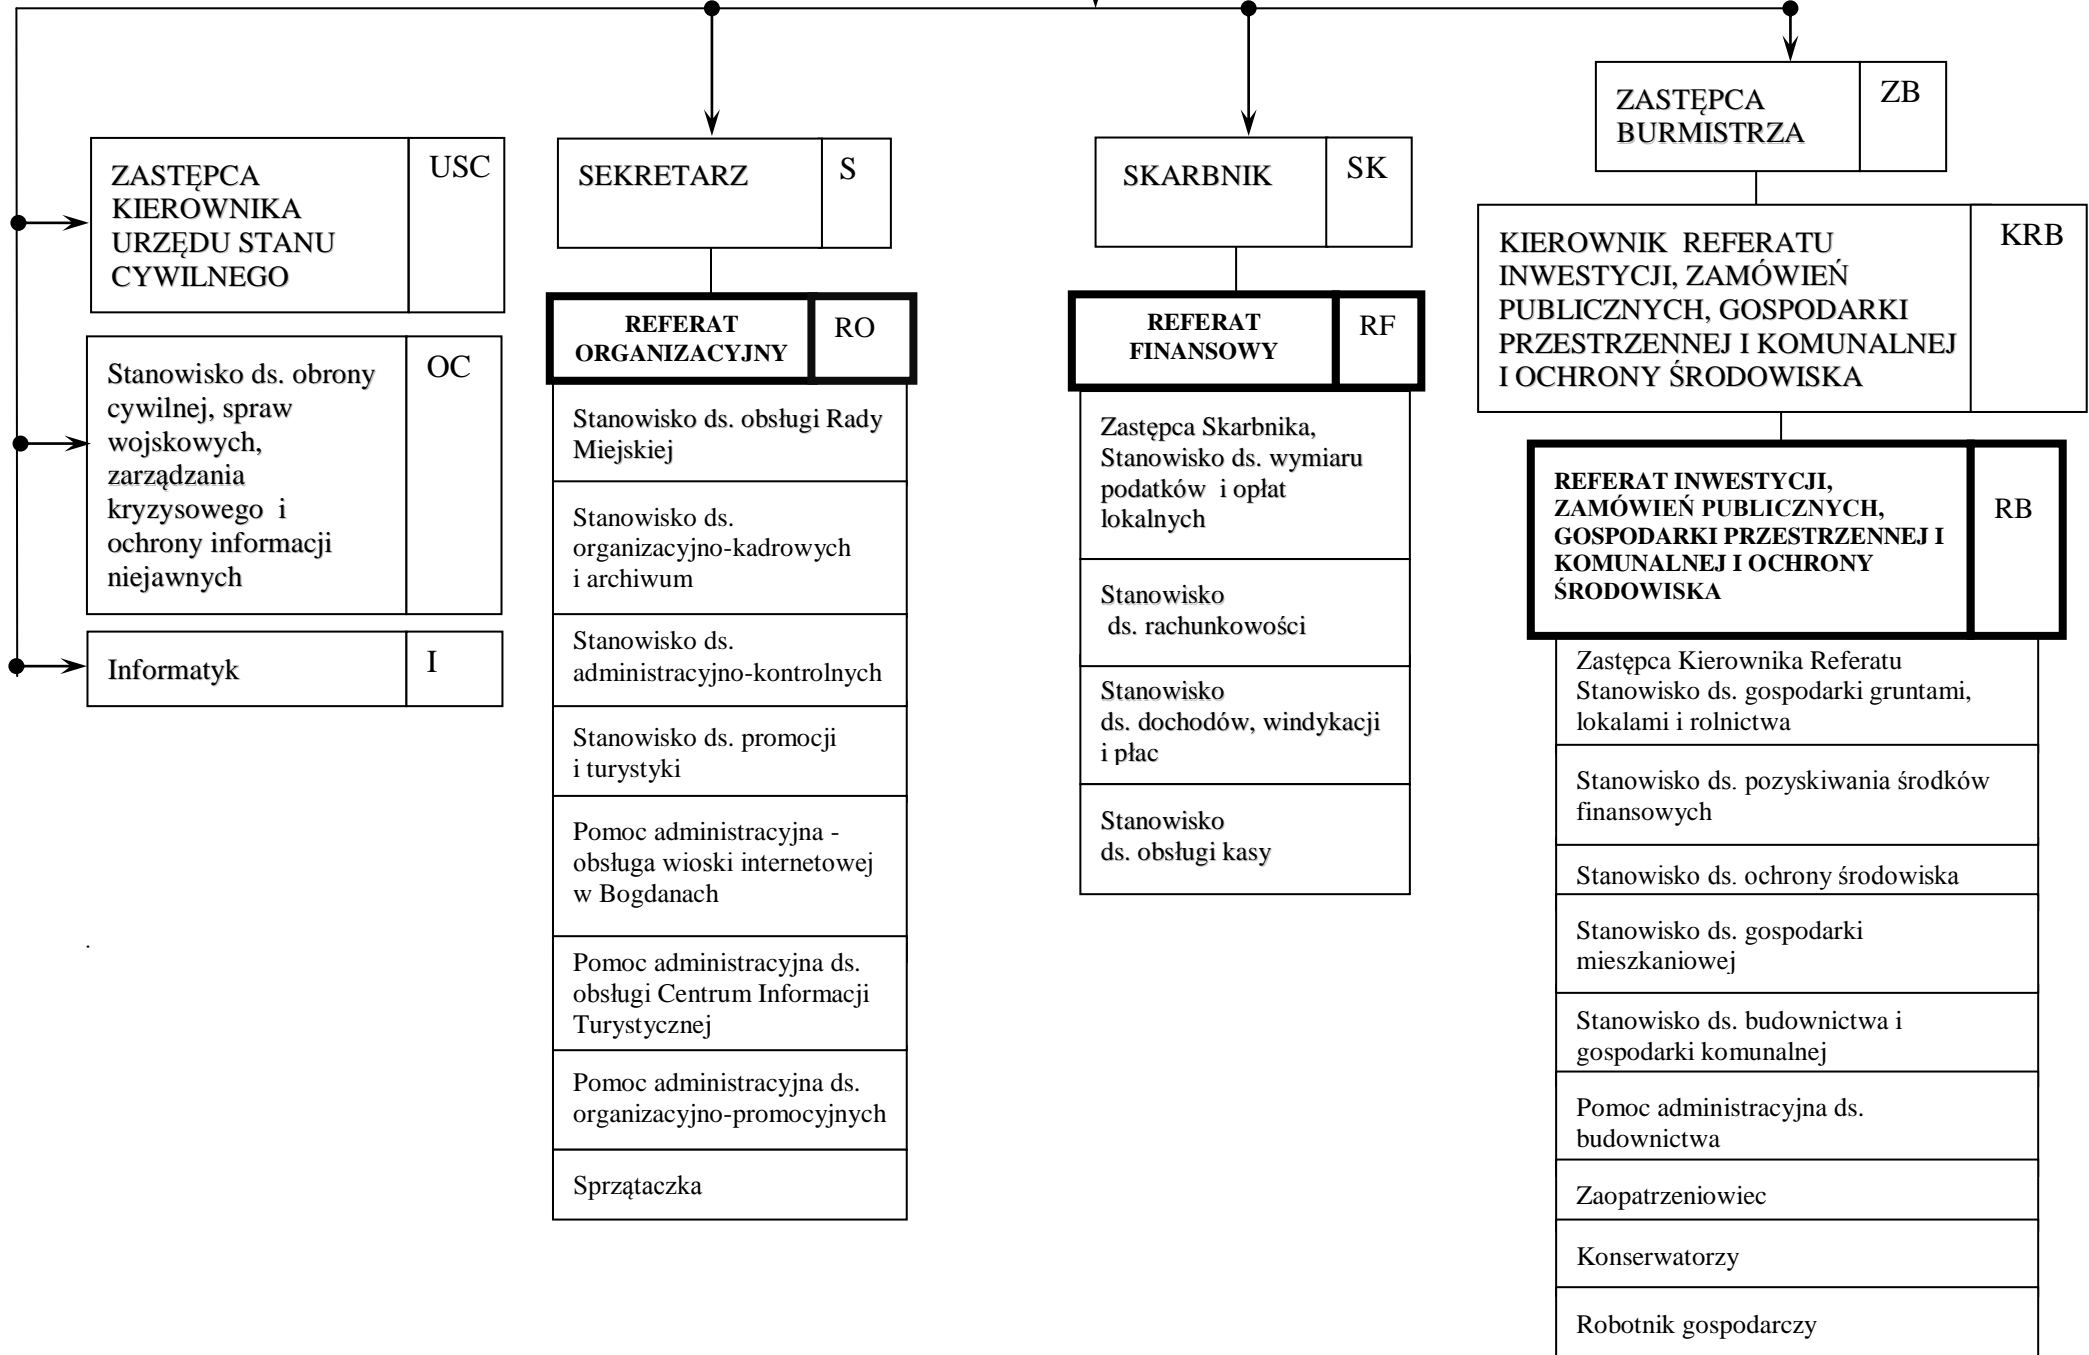 ZASTĘPCA
KIEROWNIKA
URZĘDU STANU
CYWILNEGO
USC
Stanowisko ds. obrony
cywilnej, spraw
wojskowych,
zarządzania
kryzysowego i
ochrony informacji
niejawnych
OC
Informatyk
I
SEKRETARZ
S
REFERAT
ORGANIZACYJNY
RO
Stanowisko ds. obsługi Rady
Miejskiej
Stanowisko ds.
organizacyjno-kadrowych
i archiwum
Stanowisko ds.
administracyjno-kontrolnych
Stanowisko ds. promocji
i turystyki
Pomoc administracyjna -
obsługa wioski internetowej
w Bogdanach
Pomoc administracyjna ds.
obsługi Centrum Informacji
Turystycznej
Pomoc administracyjna ds.
organizacyjno-promocyjnych
Sprzątaczka
SKARBNIK
SK
REFERAT
FINANSOWY
RF
Zastępca Skarbnika,
Stanowisko ds. wymiaru
podatków i opłat
lokalnych
Stanowisko
ds. rachunkowości
Stanowisko
ds. dochodów, windykacji
i płac
Stanowisko
ds. obsługi kasy
ZASTĘPCA
BURMISTRZA
ZB
KIEROWNIK REFERATU
INWESTYCJI, ZAMÓWIEŃ
PUBLICZNYCH, GOSPODARKI
PRZESTRZENNEJ I KOMUNALNEJ
I OCHRONY ŚRODOWISKA
KRB
REFERAT INWESTYCJI,
ZAMÓWIEŃ PUBLICZNYCH,
GOSPODARKI PRZESTRZENNEJ I
KOMUNALNEJ I OCHRONY
ŚRODOWISKA
RB
Zastępca Kierownika Referatu
Stanowisko ds. gospodarki gruntami,
lokalami i rolnictwa
Stanowisko ds. pozyskiwania środków
finansowych
Stanowisko ds. ochrony środowiska
Stanowisko ds. gospodarki
mieszkaniowej
Stanowisko ds. budownictwa i
gospodarki komunalnej
Pomoc administracyjna ds.
budownictwa
Zaopatrzeniowiec
Konserwatorzy
Robotnik gospodarczy